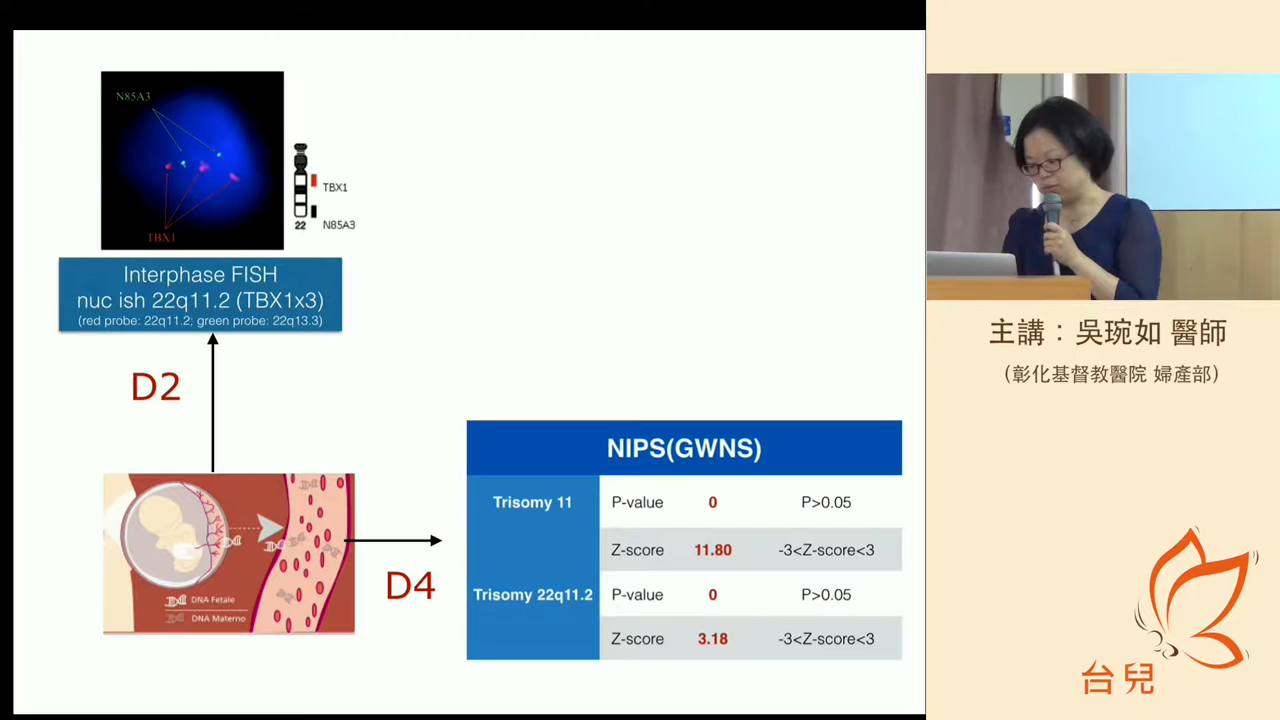 N85A3
TBX1
TBX1
N85A3
22
Interphase FISH
nuc ish 22q11.2 (TBX1x3)
(red probe: 22q11.2; green probe: 22q13.3)
D2
DNA Fetale
DNA Materno
D4
NIPS(GWNS)
Trisomy 11
P-value 0 P>0.05
Z-score 11.80 -3<Z-score<3
Trisomy 22q11.2
P-value 0 P>0.05
Z-score 3.18 -3<Z-score<3
主講：吳琬如 醫師
（彰化基督教醫院 婦產部）
台兒